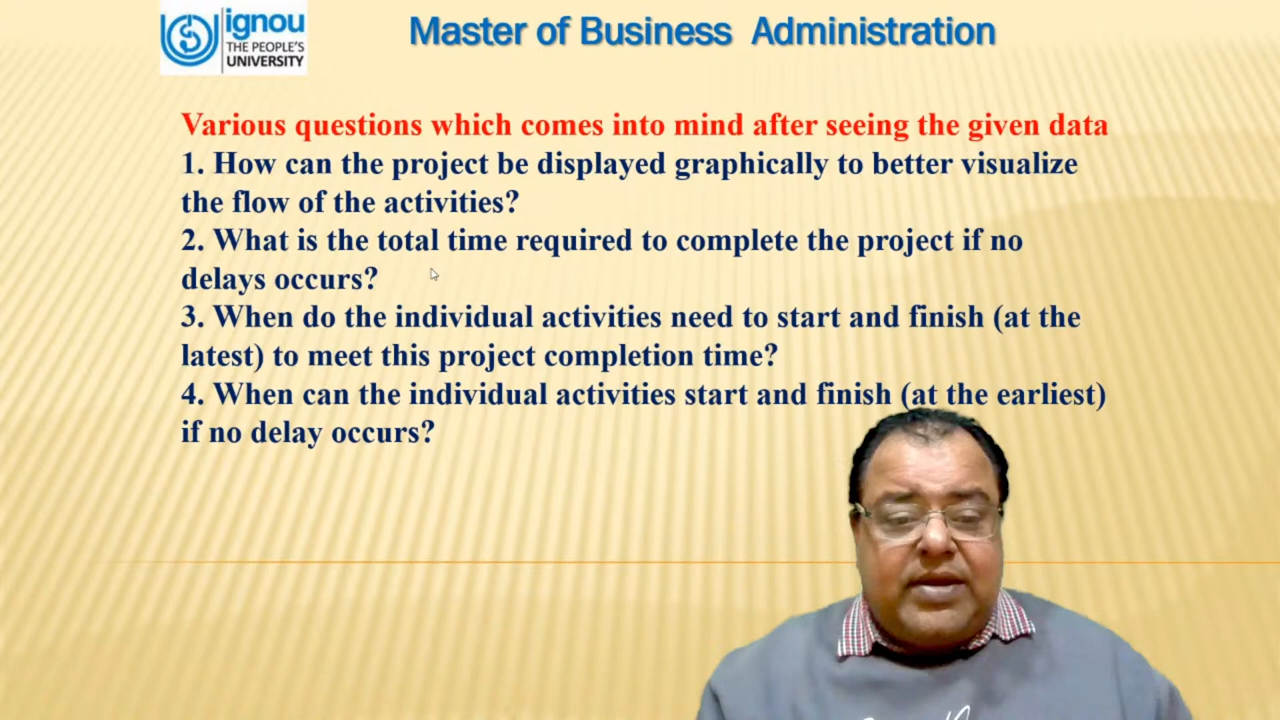 ignou
THE PEOPLE'S
UNIVERSITY
Master of Business Administration
Various questions which comes into mind after seeing the given data
1. How can the project be displayed graphically to better visualize
the flow of the activities?
2. What is the total time required to complete the project if no
delays occurs?
3. When do the individual activities need to start and finish (at the
latest) to meet this project completion time?
4. When can the individual activities start and finish (at the earliest)
if no delay occurs?